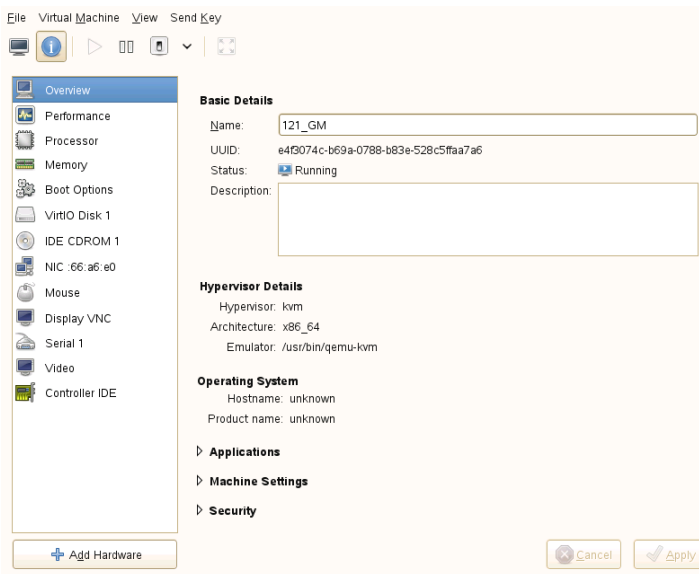 File Virtual Machine View Send Key
Overview
Performance
Processor
Memory
Boot Options
VirtIO Disk 1
IDE CDROM 1
NIC :66:a6:e0
Mouse
Display VNC
Serial 1
Video
Controller IDE
Add Hardware
Basic Details
Name: 121_GM
UUID: e4f3074c-b69a-0788-b83e-528c5ffaa7a6
Status: Running
Description:
Hypervisor Details
Hypervisor: kvm
Architecture: x86_64
Emulator: /usr/bin/qemu-kvm
Operating System
Hostname: unknown
Product name: unknown
Applications
Machine Settings
Security
Cancel Apply